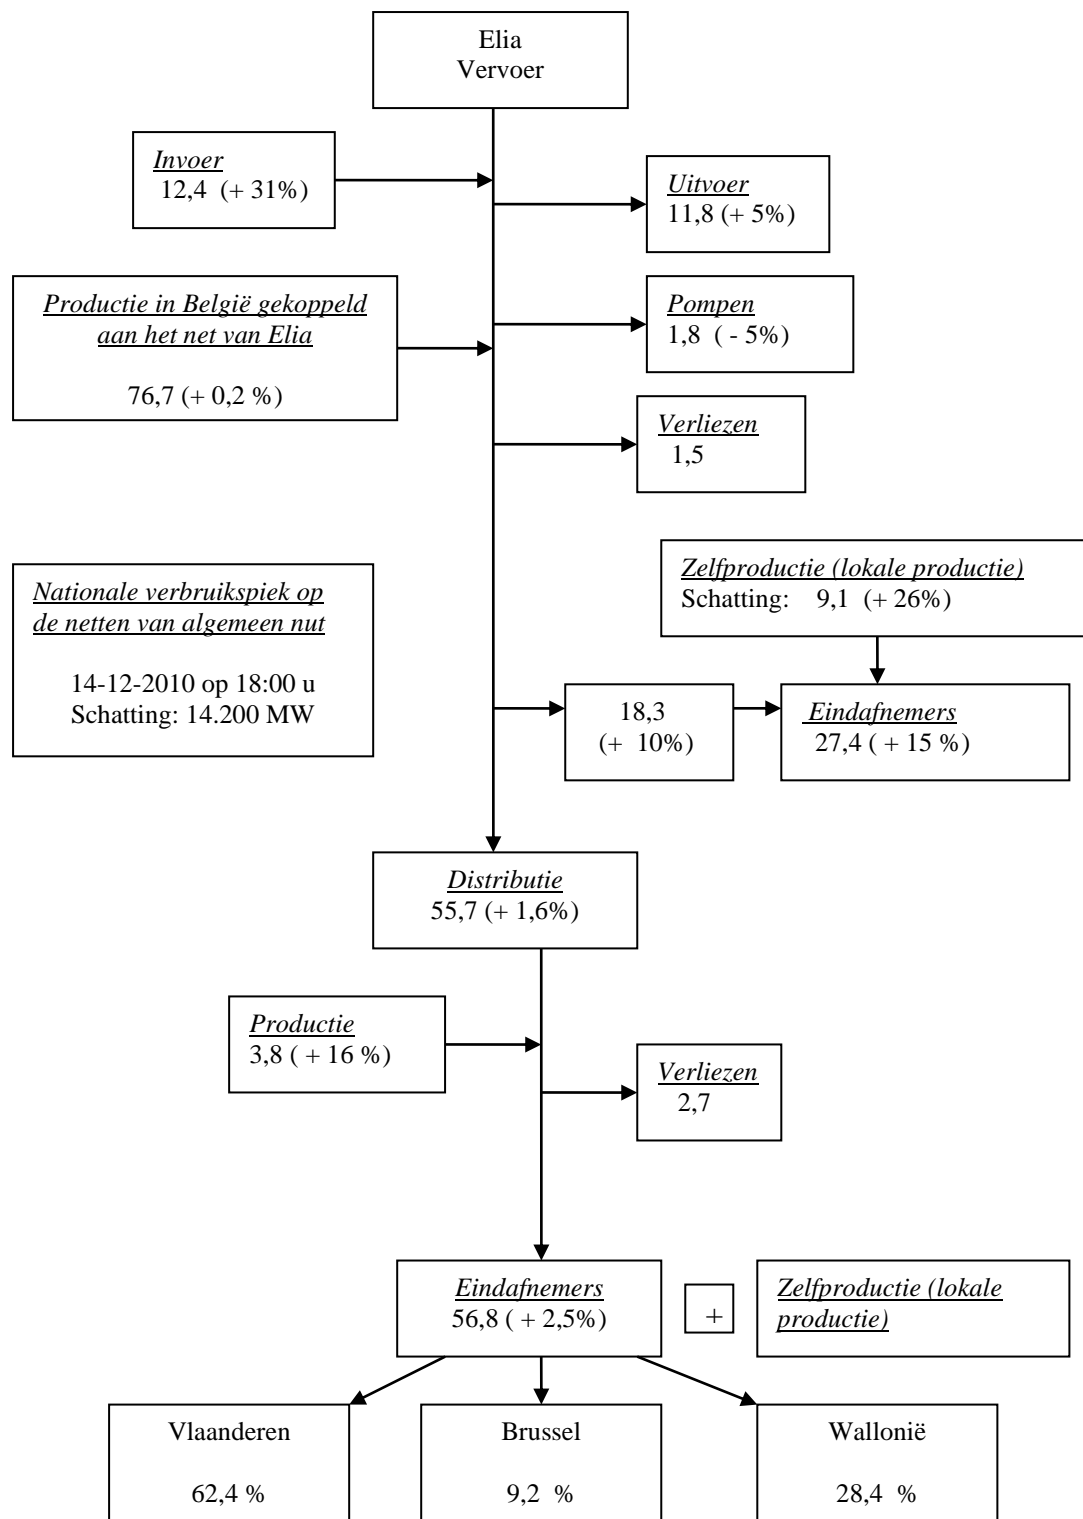 Elia
Vervoer
Invoer
12,4 (+ 31%)
Uitvoer
11,8 (+ 5%)
Productie in België gekoppeld
aan het net van Elia
76,7 (+ 0,2 %)
Pompen
1,8 ( - 5%)
Verliezen
1,5
Zelfproductie (lokale productie)
Schatting: 9,1 (+ 26%)
Nationale verbruikspiek op
de netten van algemeen nut
14-12-2010 op 18:00 u
Schatting: 14.200 MW
18,3
(+ 10%)
Eindafnemers
27,4 ( + 15 %)
Distributie
55,7 (+ 1,6%)
Productie
3,8 ( + 16 %)
Verliezen
2,7
Eindafnemers
56,8 ( + 2,5%)
+
Zelfproductie (lokale
productie)
Vlaanderen
62,4 %
Brussel
9,2 %
Wallonië
28,4 %